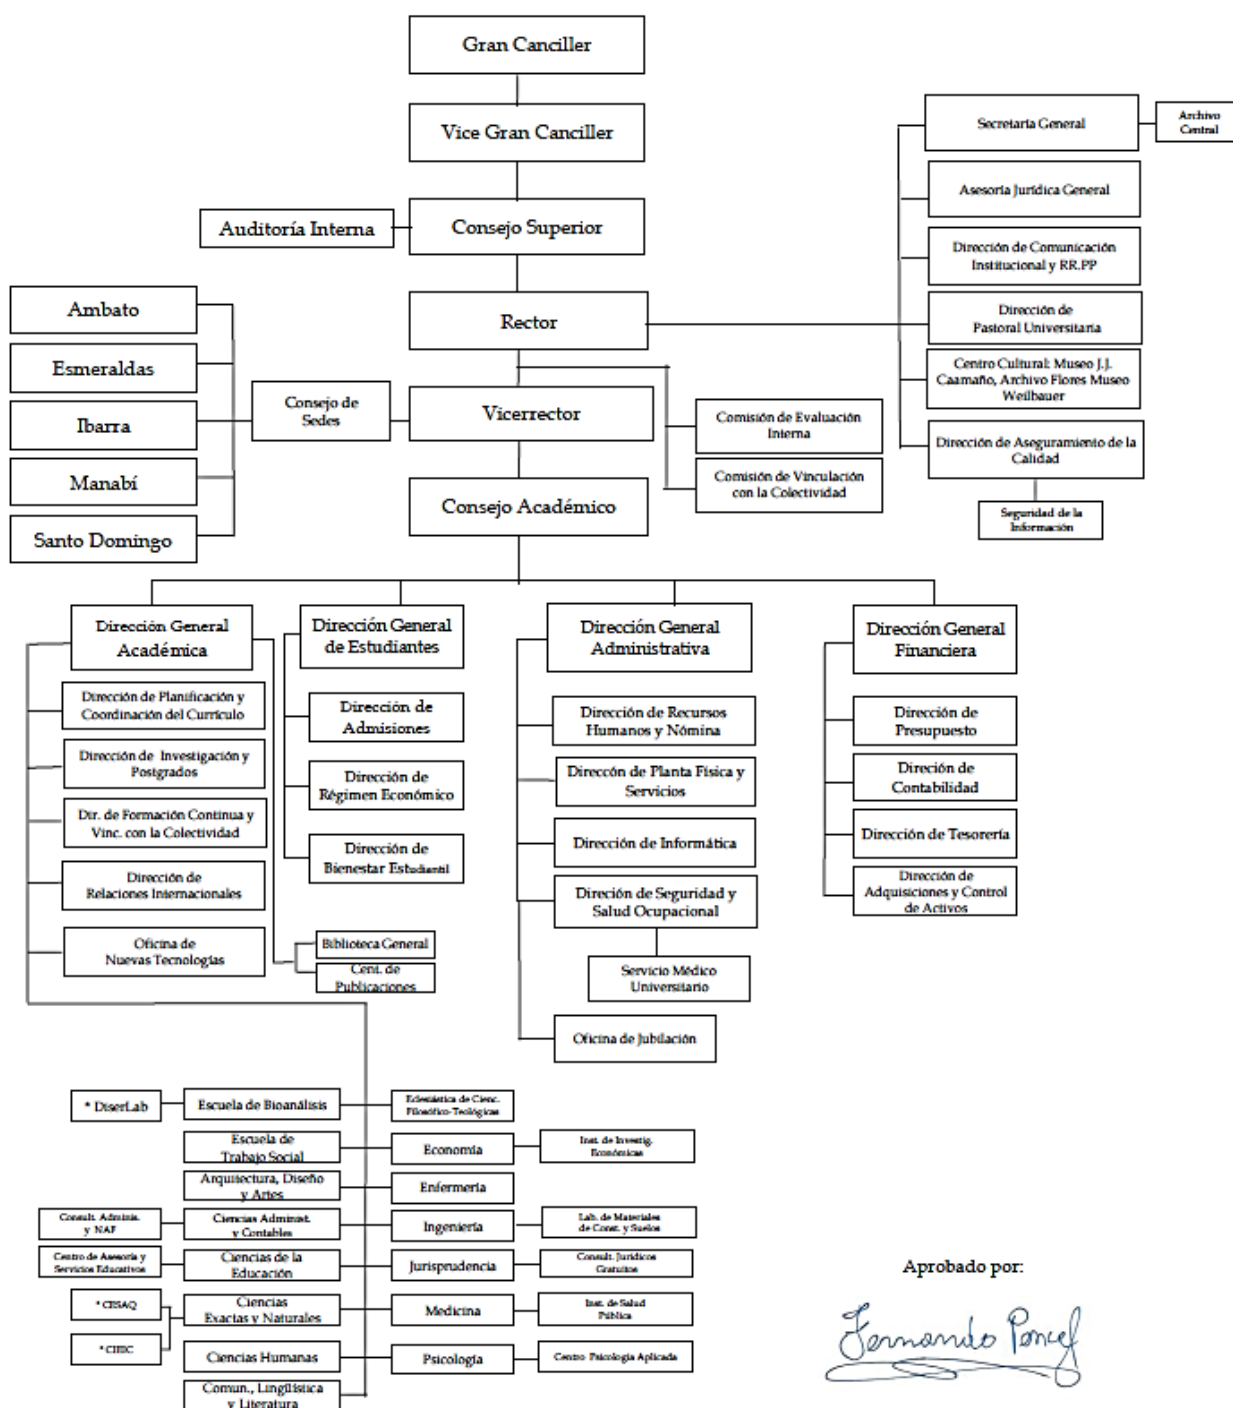 Gran Canciller
Vice Gran Canciller
Consejo Superior
Auditoría Interna
Rector
Secretaría General
Archivo
Central
Asesoría Jurídica General
Dirección de Comunicación
Institucional y RR.PP
Dirección de
Pastoral Universitaria
Centro Cultural: Museo J.J.
Caamaño, Archivo Flores Museo
Weilbauer
Dirección de Aseguramiento de la
Calidad
Seguridad de la
Información
Ambato
Esmeraldas
Ibarra
Manabí
Santo Domingo
Consejo de
Sedes
Vicerrector
Comisión de Evaluación
Interna
Comisión de Vinculación
con la Colectividad
Consejo Académico
Dirección General
Académica
Dirección de Planificación y
Coordinación del Currículo
Dirección de Investigación y
Postgrados
Dir. de Formación Continua y
Vinc. con la Colectividad
Dirección de
Relaciones Internacionales
Oficina de
Nuevas Tecnologías
Biblioteca General
Cent. de
Publicaciones
Dirección General
de Estudiantes
Dirección de
Admisiones
Dirección de
Régimen Económico
Dirección de
Bienestar Estudiantil
Dirección General
Administrativa
Dirección de Recursos
Humanos y Nómina
Direccón de Planta Física y
Servicios
Dirección de Informática
Direción de Seguridad y
Salud Ocupacional
Servicio Médico
Universitario
Oficina de Jubilación
Dirección General
Financiera
Dirección de
Presupuesto
Direción de
Contabilidad
Dirección de Tesorería
Dirección de
Adquisiciones y Control
de Activos
* DiserLab
Escuela de Bioanálisis
Eclesiástica de Cienc.
Filosófico-Teológicas
Escuela de
Trabajo Social
Economía
Inst. de Investig.
Económicas
Arquitectura, Diseño
y Artes
Enfermería
Consult. Adminis.
y NAF
Ciencias Administ.
y Contables
Ingeniería
Lab. de Materiales
de Const. y Suelos
Centro de Asesoría y
Servicios Educativos
Ciencias de la
Educación
Jurisprudencia
Consult. Jurídicos
Gratuitos
* CESAQ
* CIEIC
Ciencias
Exactas y Naturales
Medicina
Inst. de Salud
Pública
Ciencias Humanas
Psicología
Centro Psicología Aplicada
Comun., Lingüística
y Literatura
Aprobado por:
Fernando Ponce